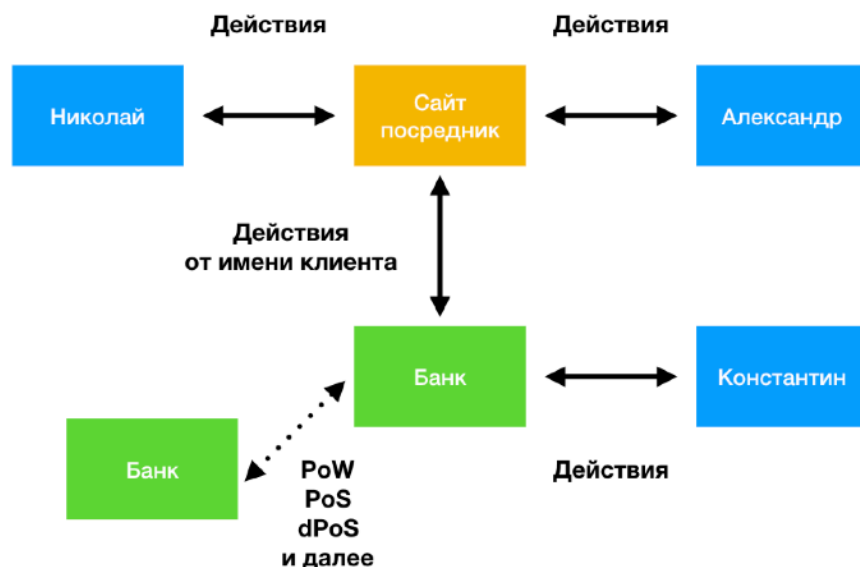 Действия
Действия
Николай
Сайт
посредник
Александр
Действия
от имени клиента
Банк
Константин
Банк
PoW
PoS
dPoS
и далее
Действия